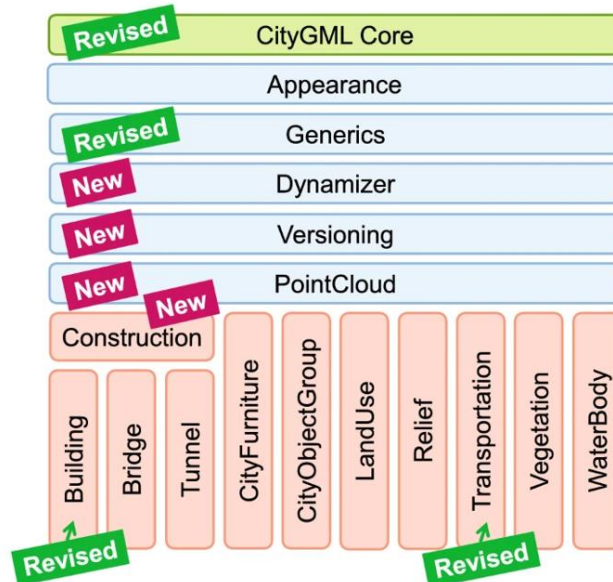 Revised
CityGML Core
Appearance
Revised
Generics
New
Dynamizer
New
Versioning
New
PointCloud
New
Construction
Building
Bridge
Tunnel
CityFurniture
CityObjectGroup
LandUse
Relief
Transportation
Vegetation
WaterBody
Revised
Revised